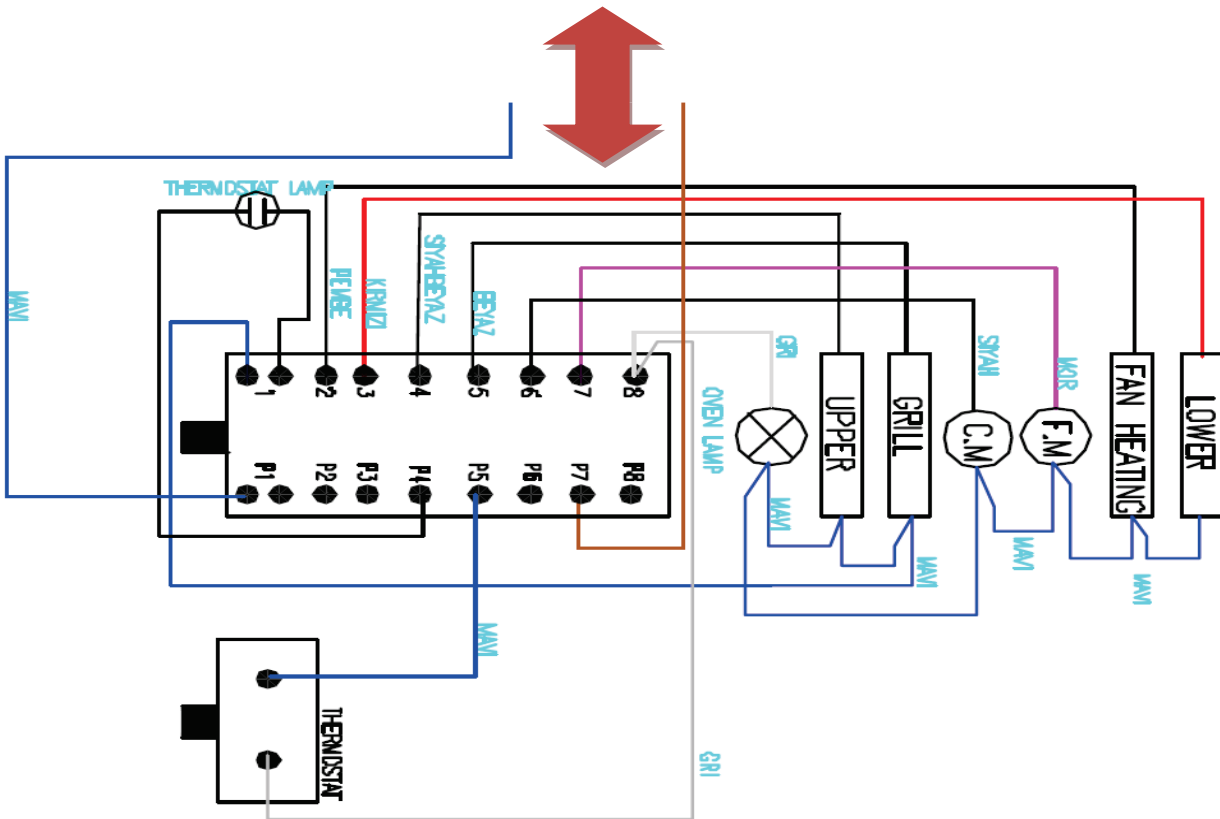 THERMOSTAT LAMP
MAVI
PEMBE
KIRMIZI
SIYAHBEYAZ
BEYAZ
GRI
SIYAH
MOR
1 2 3 4 5 6 7 8
P1 P2 P3 P4 P5 P6 P7 P8
OVEN LAMP
UPPER
GRILL
C.M
F.M
FAN HEATING
LOWER
MAVI
MAVI
MAVI
MAVI
MAVI
THERMOSTAT
GRI